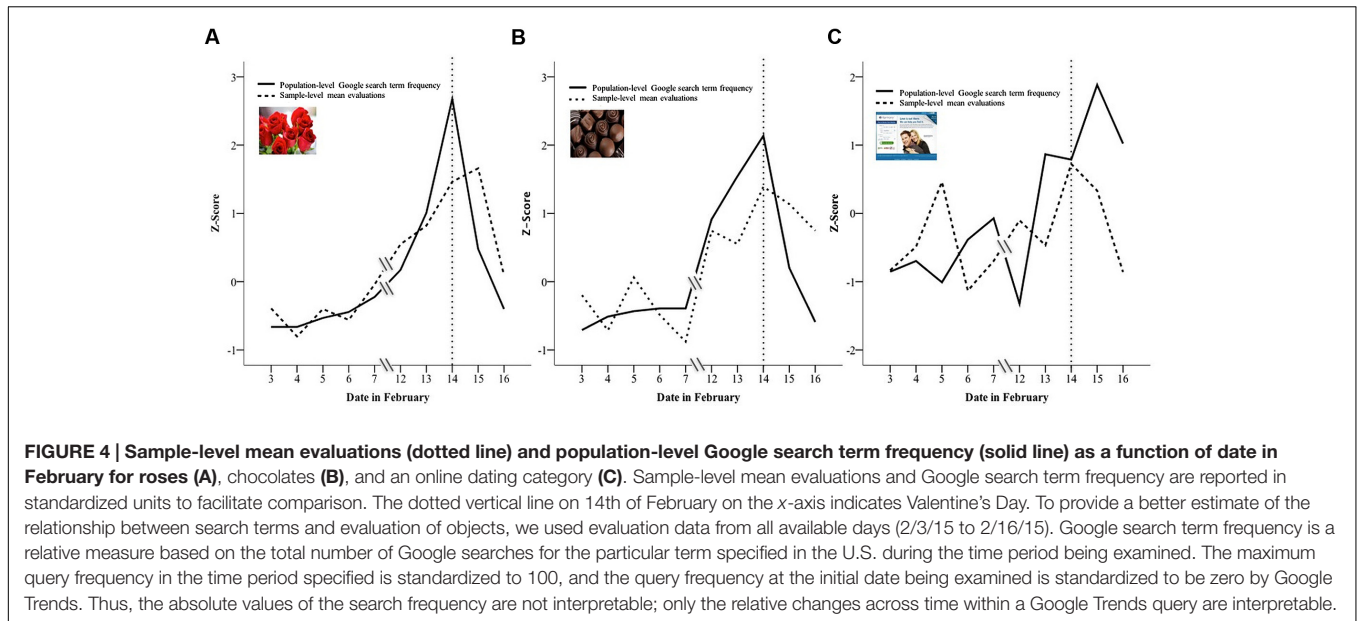 A
B
C
Population-level Google search term frequency
Sample-level mean evaluations
3
2
1
0
-1
Z-Score
3
4
5
6
7
12
13
14
15
16
Date in February
Population-level Google search term frequency
Sample-level mean evaluations
3
2
1
0
-1
Z-Score
3
4
5
6
7
12
13
14
15
16
Date in February
Population-level Google search term frequency
Sample-level mean evaluations
2
1
0
-1
-2
Z-Score
3
4
5
6
7
12
13
14
15
16
Date in February
FIGURE 4 | Sample-level mean evaluations (dotted line) and population-level Google search term frequency (solid line) as a function of date in
February for roses (A), chocolates (B), and an online dating category (C). Sample-level mean evaluations and Google search term frequency are reported in
standardized units to facilitate comparison. The dotted vertical line on 14th of February on the x-axis indicates Valentine's Day. To provide a better estimate of the
relationship between search terms and evaluation of objects, we used evaluation data from all available days (2/3/15 to 2/16/15). Google search term frequency is a
relative measure based on the total number of Google searches for the particular term specified in the U.S. during the time period being examined. The maximum
query frequency in the time period specified is standardized to 100, and the query frequency at the initial date being examined is standardized to be zero by Google
Trends. Thus, the absolute values of the search frequency are not interpretable; only the relative changes across time within a Google Trends query are interpretable.